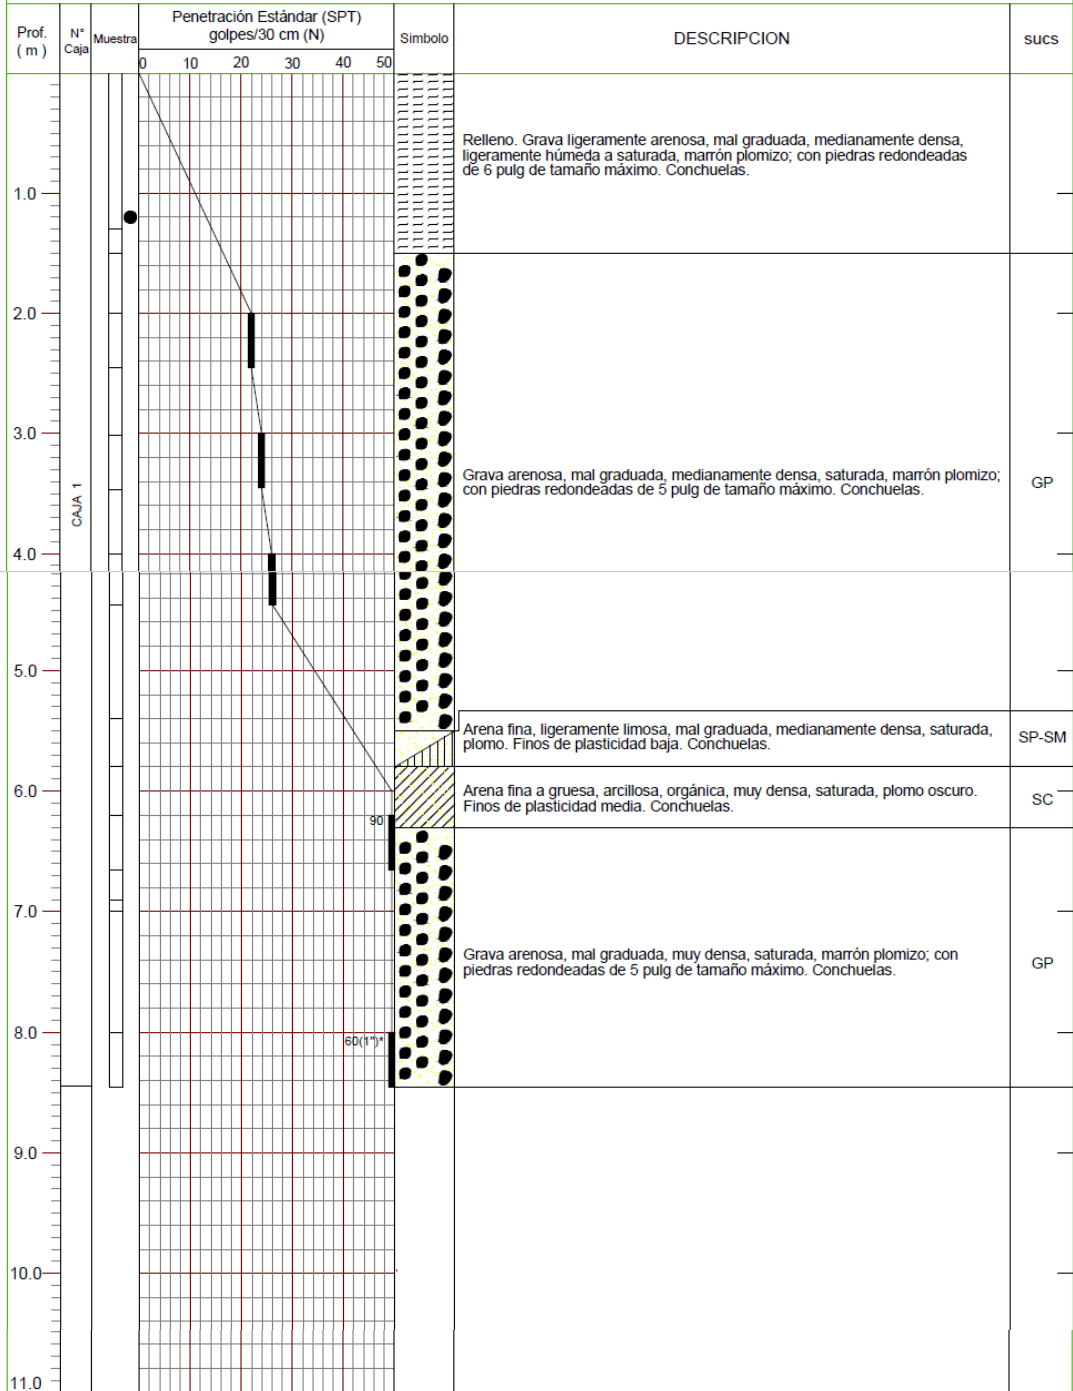 Prof.
( m )
N°
Caja
Muestra
Penetración Estándar (SPT)
golpes/30 cm (N)
0 10 20 30 40 50
Simbolo
DESCRIPCION
sucs
Relleno. Grava ligeramente arenosa, mal graduada, medianamente densa,
ligeramente húmeda a saturada, marrón plomizo; con piedras redondeadas
de 6 pulg de tamaño máximo. Conchuelas.
1.0
2.0
3.0
CAJA 1
Grava arenosa, mal graduada, medianamente densa, saturada, marrón plomizo;
con piedras redondeadas de 5 pulg de tamaño máximo. Conchuelas.
GP
4.0
5.0
Arena fina, ligeramente limosa, mal graduada, medianamente densa, saturada,
plomo. Finos de plasticidad baja. Conchuelas.
SP-SM
6.0
Arena fina a gruesa, arcillosa, orgánica, muy densa, saturada, plomo oscuro.
Finos de plasticidad media. Conchuelas.
SC
90
7.0
Grava arenosa, mal graduada, muy densa, saturada, marrón plomizo; con
piedras redondeadas de 5 pulg de tamaño máximo. Conchuelas.
GP
8.0
60(1")*
9.0
10.0
11.0